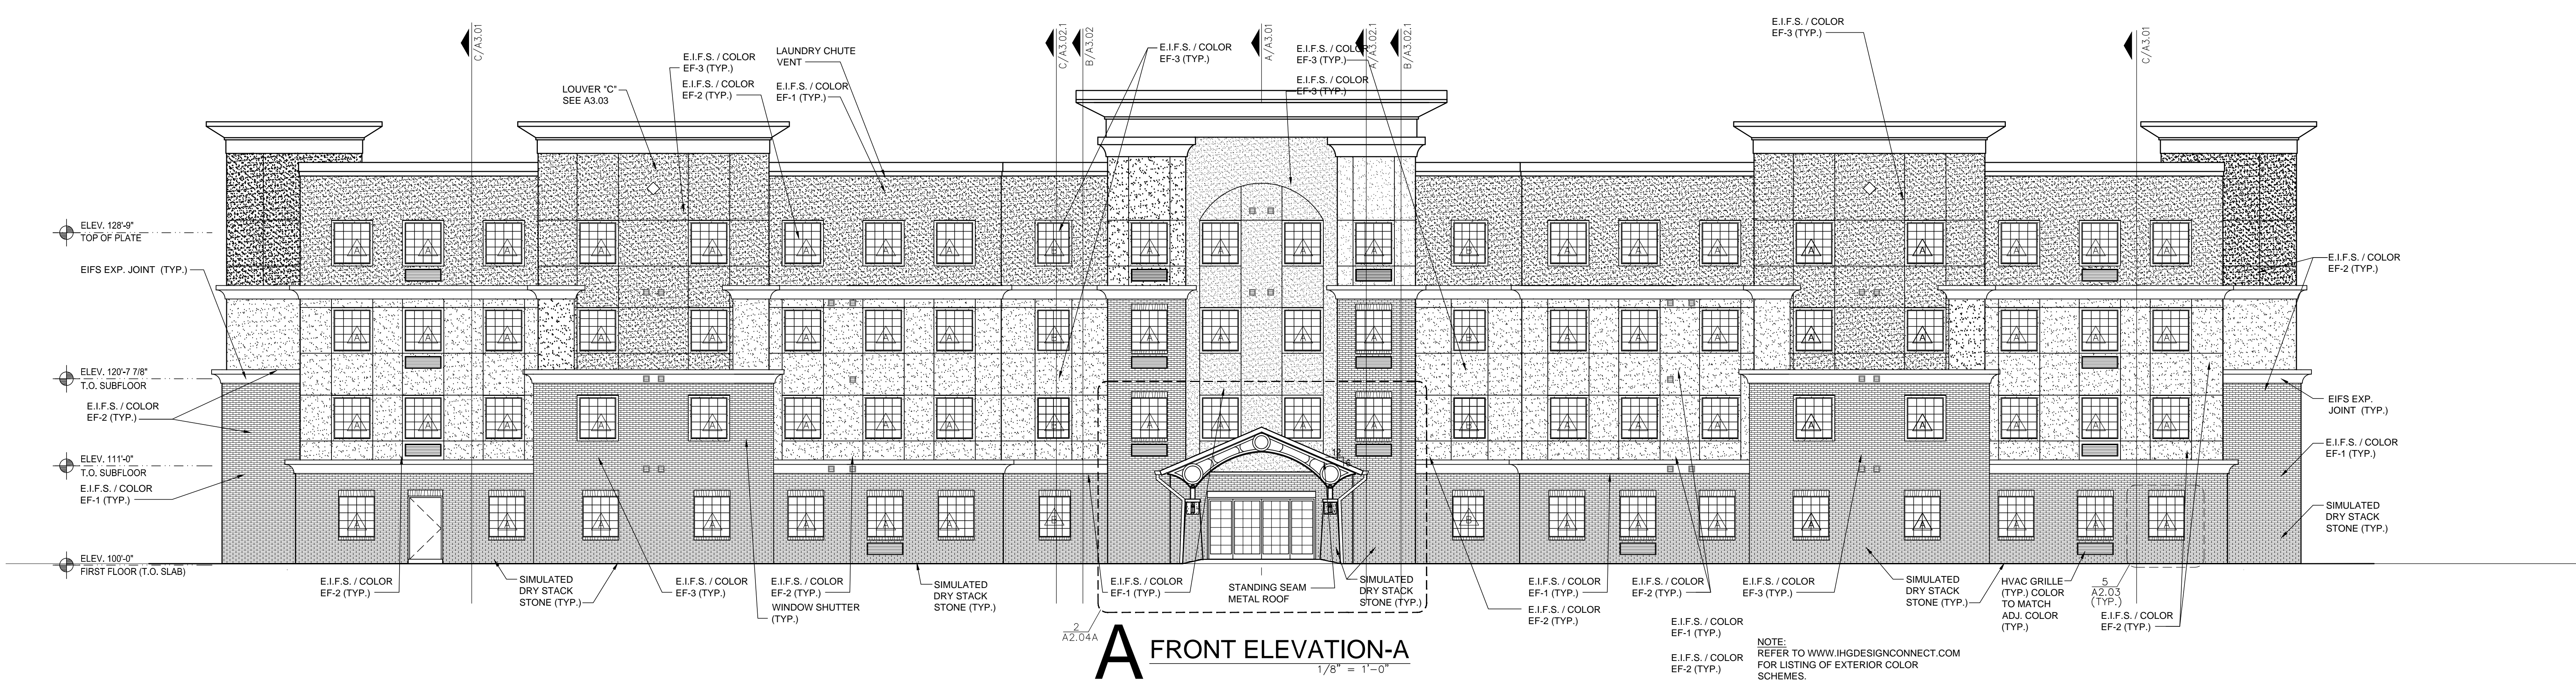 C/A3.01
C/A3.02.1
B/A3.02
A/A3.01
A/A3.02.1
B/A3.02.1
C/A3.01
E.I.F.S. / COLOR
EF-3 (TYP.)
E.I.F.S. / COLOR
EF-2 (TYP.)
LAUNDRY CHUTE
VENT
E.I.F.S. / COLOR
EF-1 (TYP.)
LOUVER "C"
SEE A3.03
E.I.F.S. / COLOR
EF-3 (TYP.)
E.I.F.S. / COLOR
EF-3 (TYP.)
E.I.F.S. / COLOR
EF-3 (TYP.)
E.I.F.S. / COLOR
EF-3 (TYP.)
ELEV. 128'-9"
TOP OF PLATE
EIFS EXP. JOINT (TYP.)
ELEV. 120'-7 7/8"
T.O. SUBFLOOR
E.I.F.S. / COLOR
EF-2 (TYP.)
ELEV. 111'-0"
T.O. SUBFLOOR
E.I.F.S. / COLOR
EF-1 (TYP.)
ELEV. 100'-0"
FIRST FLOOR (T.O. SLAB)
A A A A A A A A B A A A A B A A A A A A A A
A A A A A A A A B A A A A B A A A A A A A A
A A A A A A A A B A A A A B A A A A A A A A
A A A A A A A B B A A A A A A A A
12
16
E.I.F.S. / COLOR
EF-2 (TYP.)
EIFS EXP.
JOINT (TYP.)
E.I.F.S. / COLOR
EF-1 (TYP.)
SIMULATED
DRY STACK
STONE (TYP.)
E.I.F.S. / COLOR
EF-2 (TYP.)
SIMULATED
DRY STACK
STONE (TYP.)
E.I.F.S. / COLOR
EF-3 (TYP.)
E.I.F.S. / COLOR
EF-2 (TYP.)
WINDOW SHUTTER
(TYP.)
SIMULATED
DRY STACK
STONE (TYP.)
E.I.F.S. / COLOR
EF-1 (TYP.)
STANDING SEAM
METAL ROOF
SIMULATED
DRY STACK
STONE (TYP.)
E.I.F.S. / COLOR
EF-1 (TYP.)
E.I.F.S. / COLOR
EF-2 (TYP.)
E.I.F.S. / COLOR
EF-2 (TYP.)
E.I.F.S. / COLOR
EF-3 (TYP.)
SIMULATED
DRY STACK
STONE (TYP.)
HVAC GRILLE
(TYP.) COLOR
TO MATCH
ADJ. COLOR
(TYP.)
5
A2.03
(TYP.)
E.I.F.S. / COLOR
EF-2 (TYP.)
2
A2.04A
A FRONT ELEVATION-A
1/8" = 1'-0"
E.I.F.S. / COLOR
EF-1 (TYP.)
E.I.F.S. / COLOR
EF-2 (TYP.)
NOTE:
REFER TO WWW.IHGDESIGNCONNECT.COM
FOR LISTING OF EXTERIOR COLOR
SCHEMES.